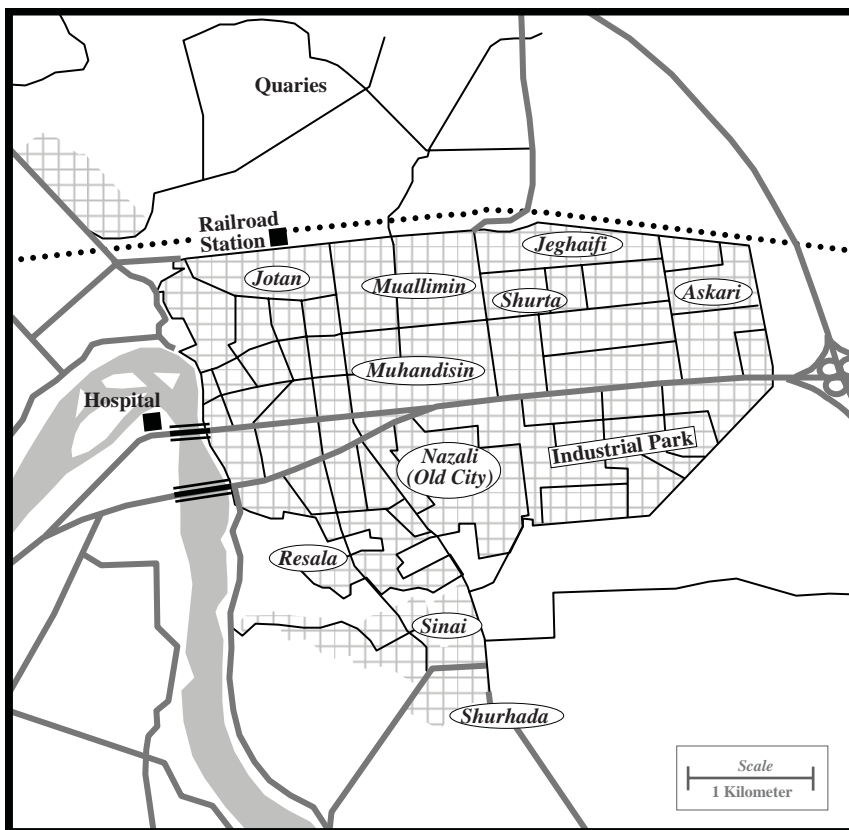 Quaries
Railroad
Station
Jeghaifi
Jotan
Muallimin
Shurta
Askari
Muhandisin
Hospital
Industrial Park
Nazali
(Old City)
Resala
Sinai
Shurhada
Scale
1 Kilometer